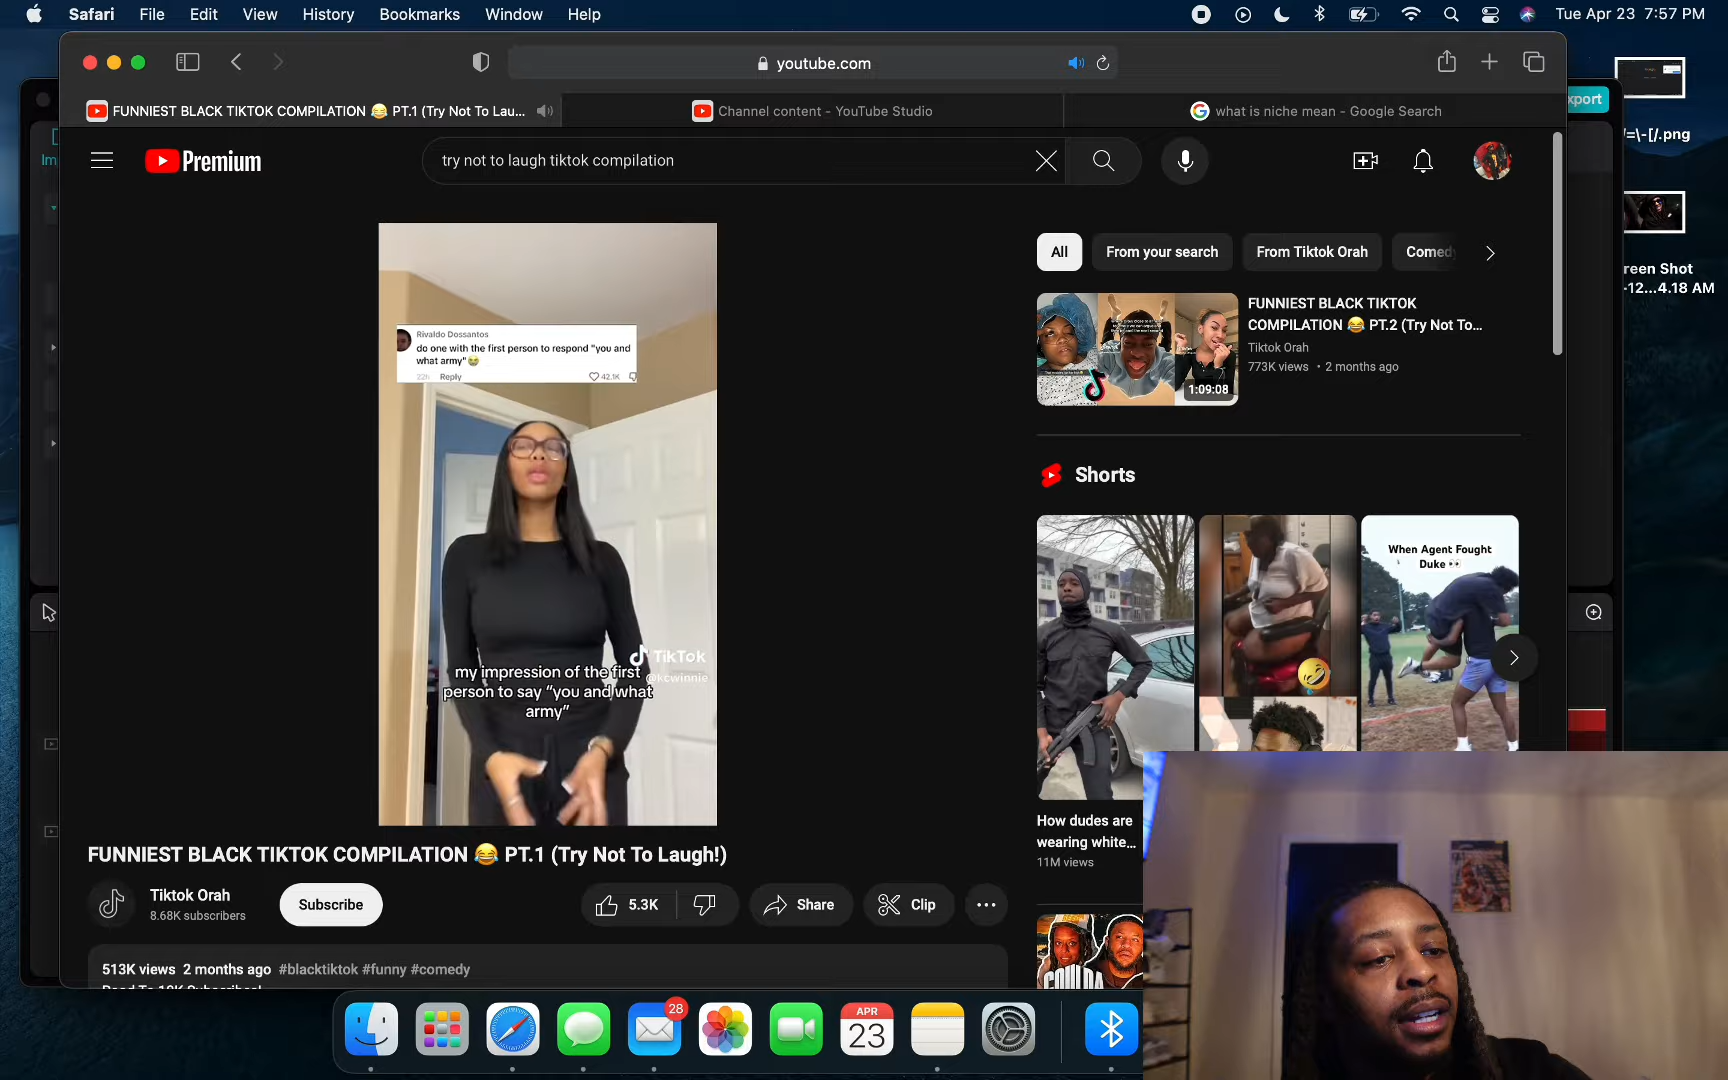 Safari File Edit View History Bookmarks Window Help
Tue Apr 23 7:57 PM
youtube.com
FUNNIEST BLACK TIKTOK COMPILATION 😂 PT.1 (Try Not To Lau...
Channel content - YouTube Studio
what is niche mean - Google Search
Premium
try not to laugh tiktok compilation
All
From your search
From Tiktok Orah
FUNNIEST BLACK TIKTOK
COMPILATION 😂 PT.2 (Try Not To...
Tiktok Orah
773K views • 2 months ago
1:09:08
Rivaldo Dossantos
do one with the first person to respond "you and
what army"😭
22h Reply 42.1K
my impression of the first
person to say “you and what
army”
TikTok
@kcwinnie
Shorts
When Agent Fought
Duke 👀
How dudes are
wearing white...
11M views
FUNNIEST BLACK TIKTOK COMPILATION 😂 PT.1 (Try Not To Laugh!)
Tiktok Orah
8.68K subscribers
Subscribe
5.3K
Share
Clip
513K views 2 months ago #blacktiktok #funny #comedy
28
APR
23